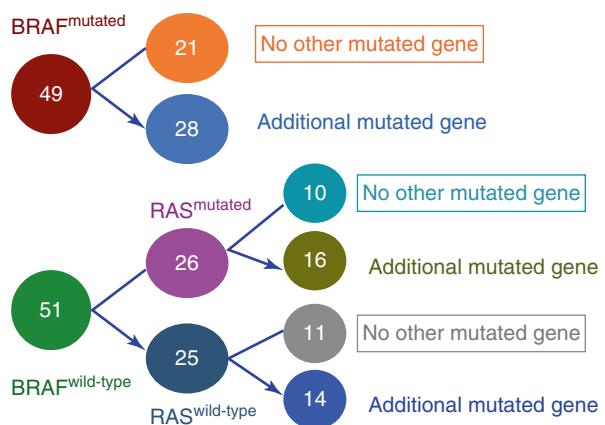 BRAFmutated
21
No other mutated gene
49
28
Additional mutated gene
RASmutated
10
No other mutated gene
26
16
Additional mutated gene
51
11
No other mutated gene
25
BRAFwild-type
RASwild-type
14
Additional mutated gene